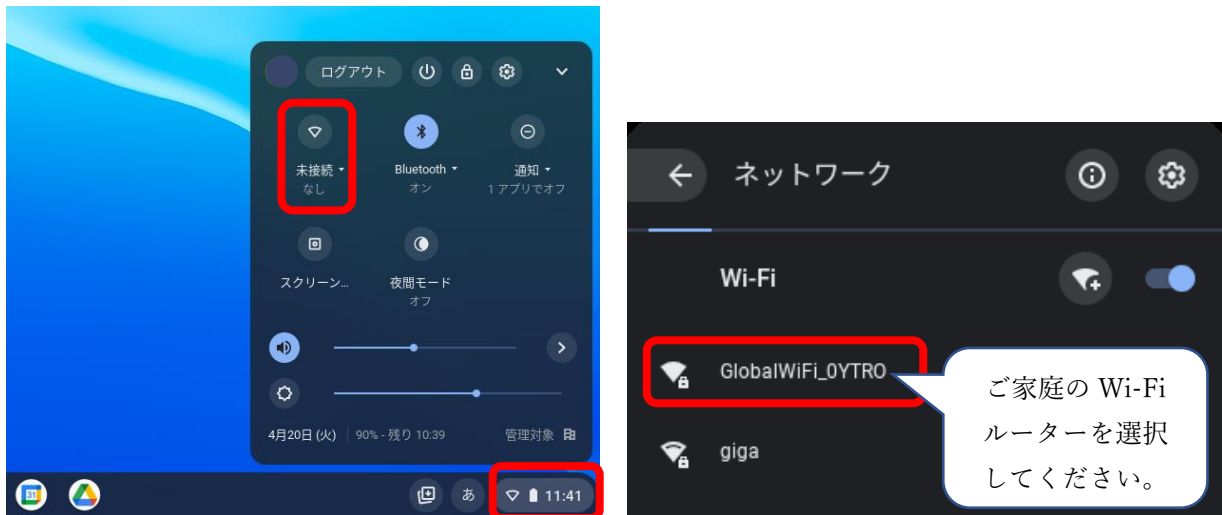 ログアウト
未接続 Bluetooth 通知
なし オン 1 アプリでオフ
スクリーン... 夜間モード
オフ
4月20日 (火) 90% - 残り 10:39 管理対象
31 あ 11:41
ネットワーク
Wi-Fi
GlobalWiFi_0YTRO
giga
ご家庭の Wi-Fi
ルーターを選択
してください。